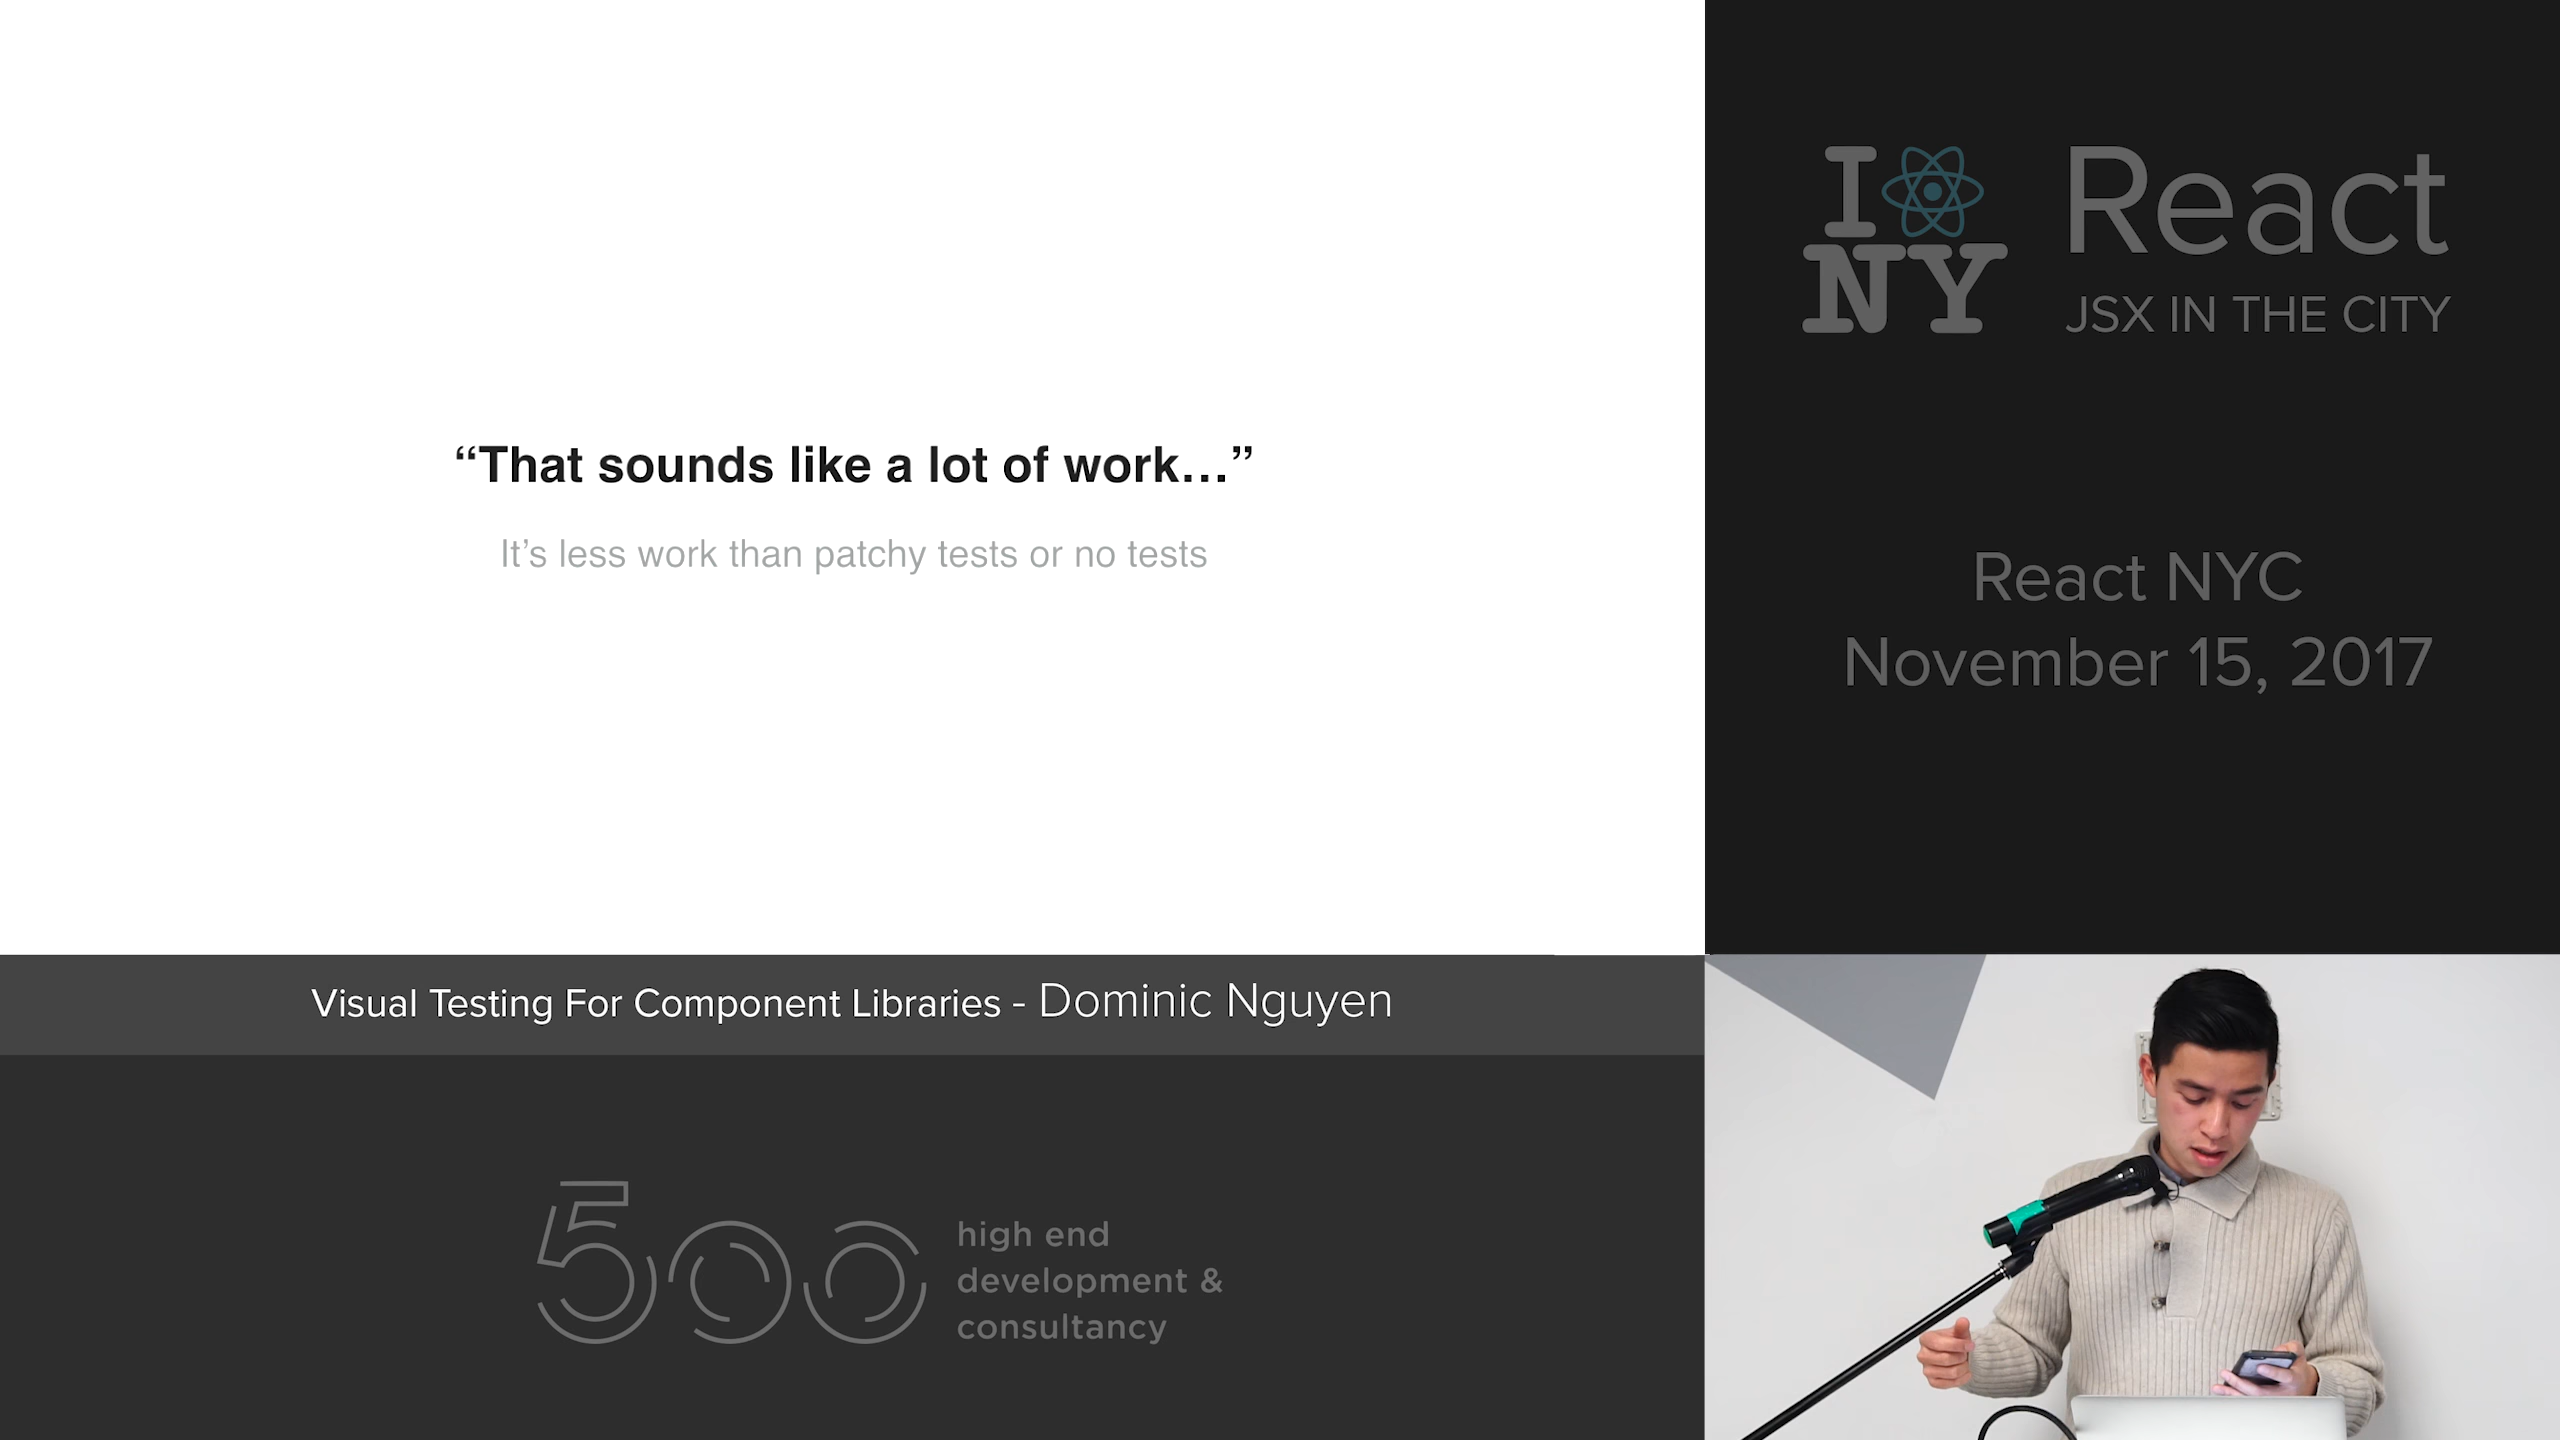 “That sounds like a lot of work…”
It’s less work than patchy tests or no tests
I NY
React
JSX IN THE CITY
React NYC
November 15, 2017
Visual Testing For Component Libraries - Dominic Nguyen
500
high end
development &
consultancy